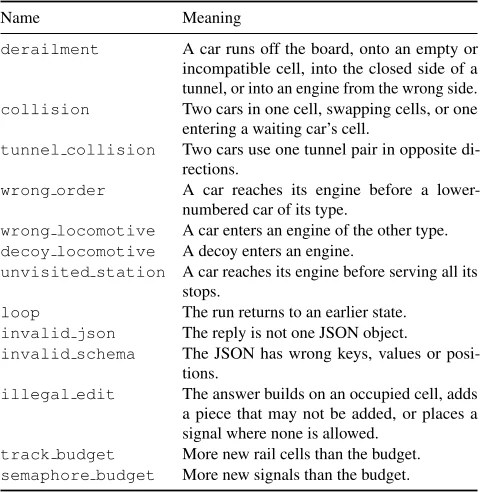 Name Meaning
derailment A car runs off the board, onto an empty or
incompatible cell, into the closed side of a
tunnel, or into an engine from the wrong side.
collision Two cars in one cell, swapping cells, or one
entering a waiting car's cell.
tunnel_collision Two cars use one tunnel pair in opposite di-
rections.
wrong_order A car reaches its engine before a lower-
numbered car of its type.
wrong_locomotive A car enters an engine of the other type.
decoy_locomotive A decoy enters an engine.
unvisited_station A car reaches its engine before serving all its
stops.
loop The run returns to an earlier state.
invalid_json The reply is not one JSON object.
invalid_schema The JSON has wrong keys, values or posi-
tions.
illegal_edit The answer builds on an occupied cell, adds
a piece that may not be added, or places a
signal where none is allowed.
track_budget More new rail cells than the budget.
semaphore_budget More new signals than the budget.